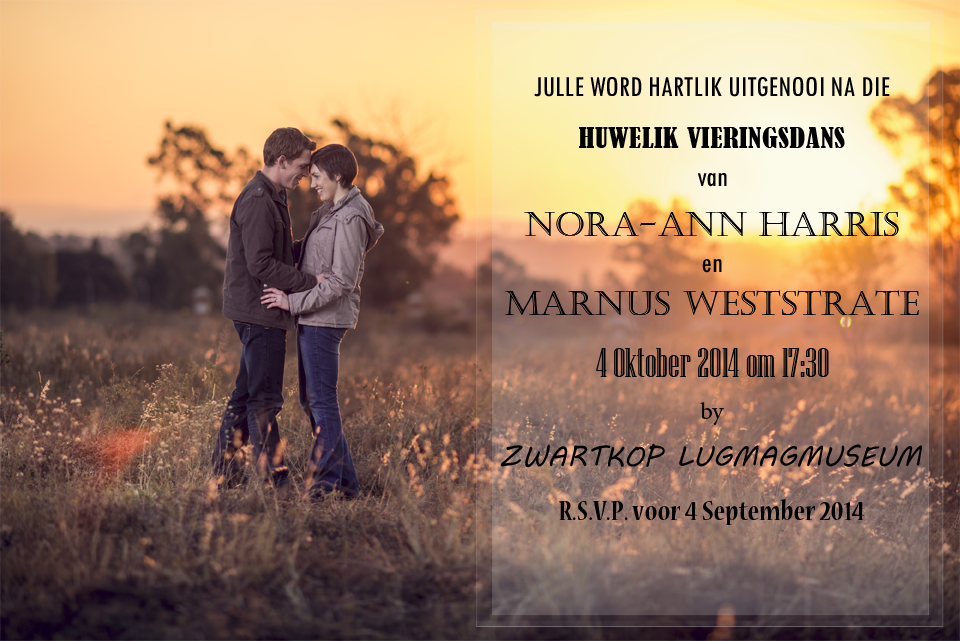 JULLE WORD HARTLIK UITGENOOI NA DIE
HUWELIK VIERINGSDANS
van
NORA-ANN HARRIS
en
MARNUS WESTSTRATE
4 Oktober 2014 om 17:30
by
ZWARTKOP LUGMAGMUSEUM
R.S.V.P. voor 4 September 2014